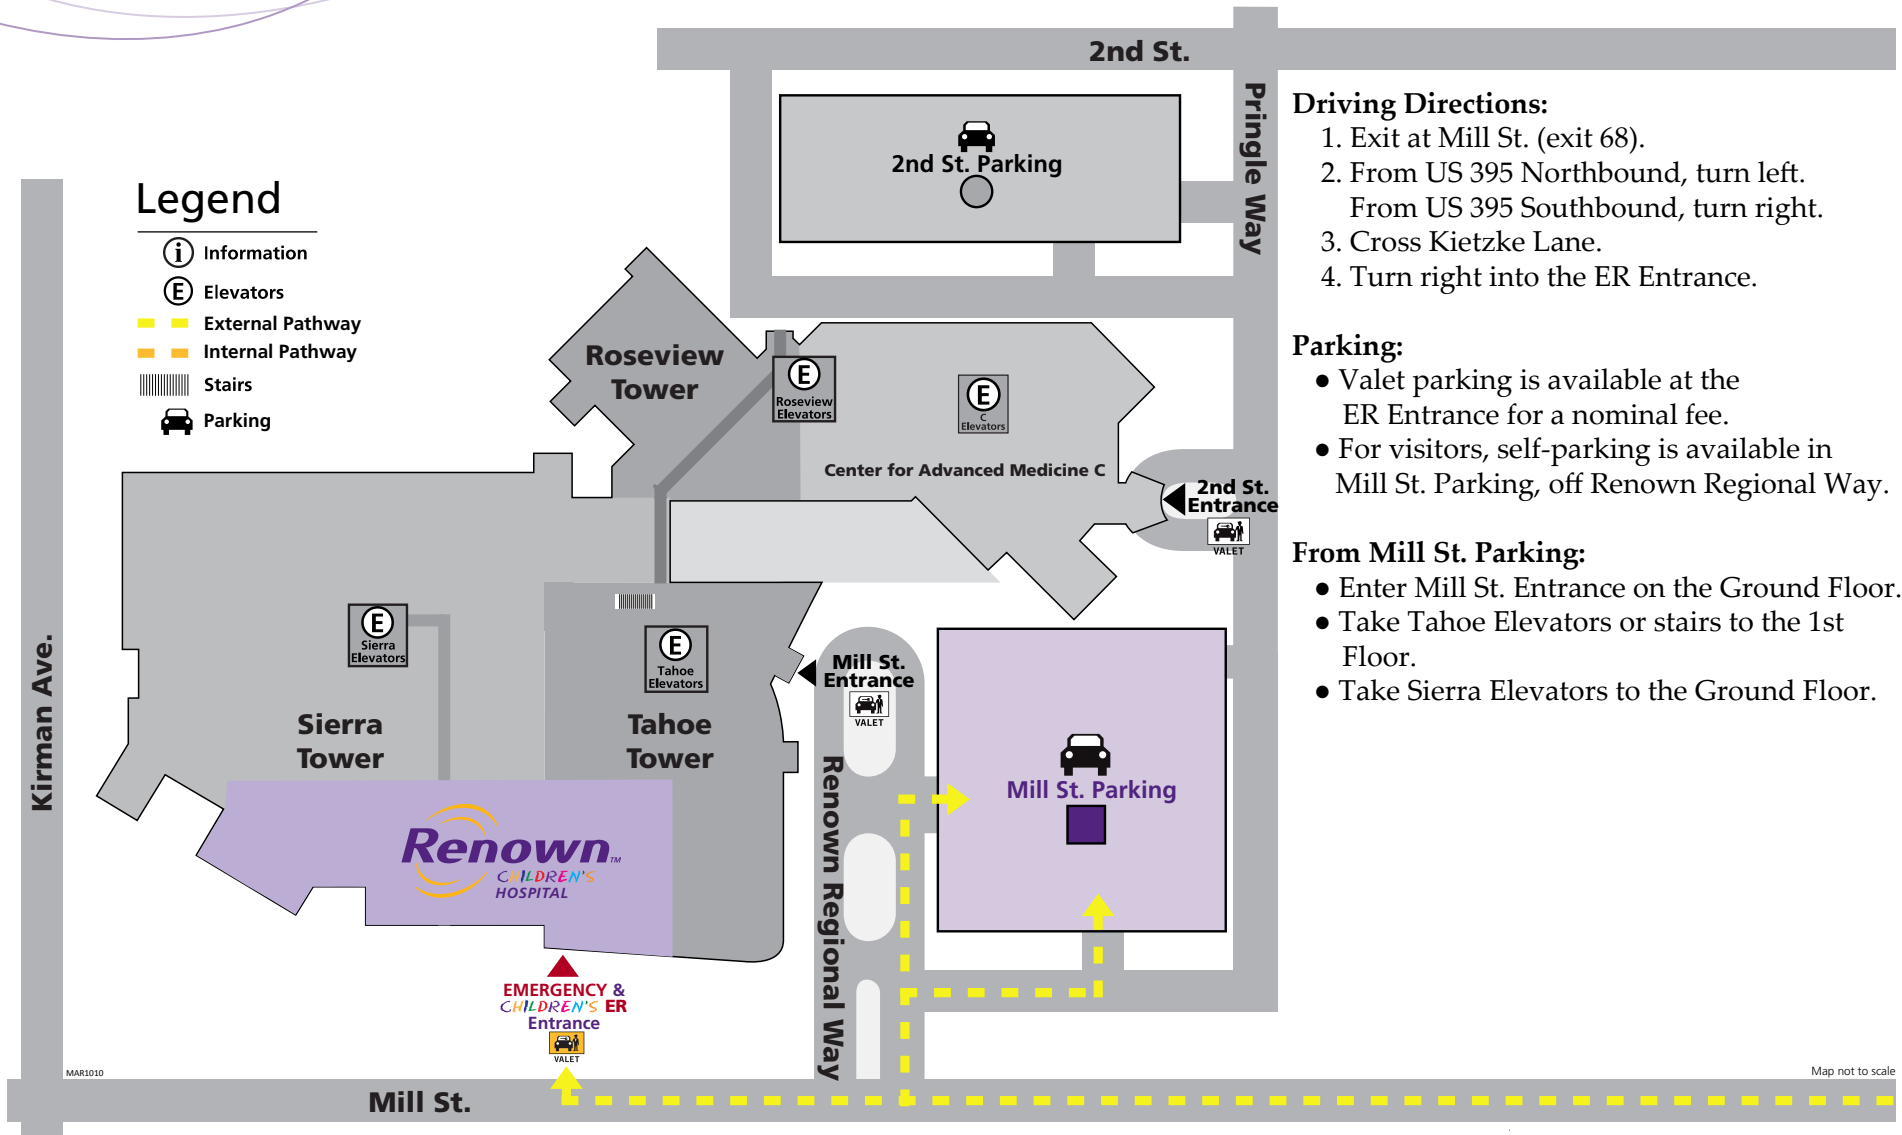 2nd St.
Pringle Way
2nd St. Parking
Legend
i Information
E Elevators
External Pathway
Internal Pathway
Stairs
Parking
Driving Directions:
1. Exit at Mill St. (exit 68).
2. From US 395 Northbound, turn left.
From US 395 Southbound, turn right.
3. Cross Kietzke Lane.
4. Turn right into the ER Entrance.
Parking:
● Valet parking is available at the
ER Entrance for a nominal fee.
● For visitors, self-parking is available in
Mill St. Parking, off Renown Regional Way.
From Mill St. Parking:
● Enter Mill St. Entrance on the Ground Floor.
● Take Tahoe Elevators or stairs to the 1st
Floor.
● Take Sierra Elevators to the Ground Floor.
Roseview
Tower
E
Roseview
Elevators
E
C
Elevators
Center for Advanced Medicine C
2nd St.
Entrance
VALET
Kirman Ave.
E
Sierra
Elevators
E
Tahoe
Elevators
Mill St.
Entrance
VALET
Sierra
Tower
Tahoe
Tower
Renown Regional Way
Mill St. Parking
Renown™
CHILDREN'S
HOSPITAL
EMERGENCY &
CHILDREN'S ER
Entrance
VALET
MAR1010
Map not to scale
Mill St.